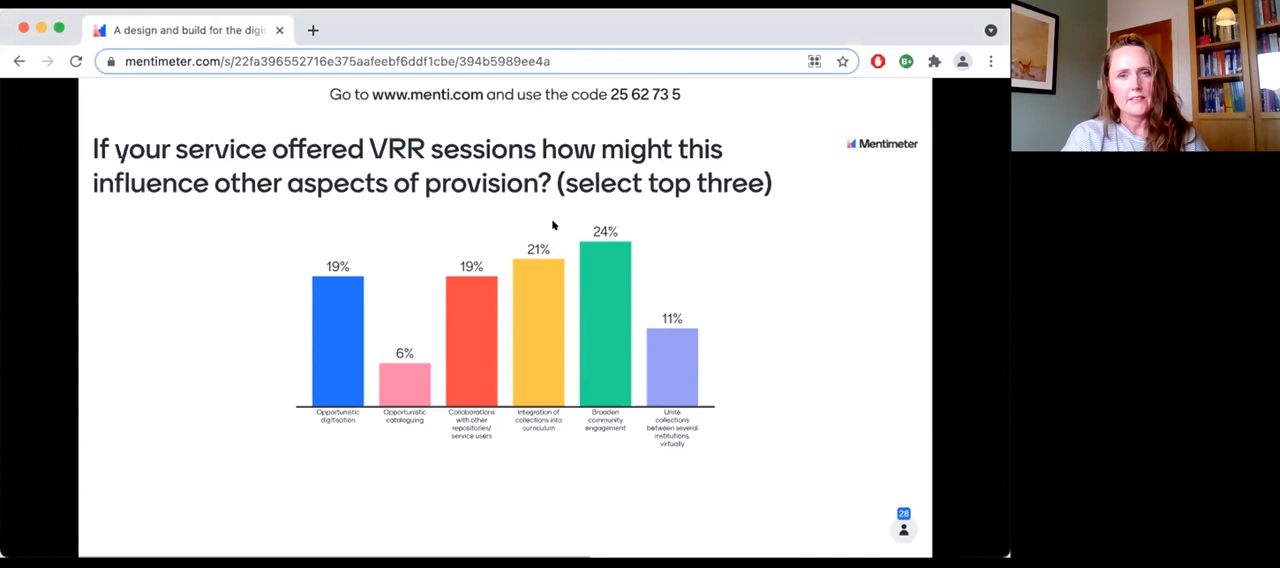 A design and build for the digit
mentimeter.com/s/22fa396552716e375aafeebf6ddf1cbe/394b5989ee4a
Go to www.menti.com and use the code 25 62 73 5
If your service offered VRR sessions how might this
influence other aspects of provision? (select top three)
Mentimeter
19%
6%
19%
21%
24%
11%
Opportunistic
digitisation
Opportunistic
cataloguing
Collaborations
with other
repositories/
service users
Integration of
collections into
curriculum
Broaden
community
engagement
Unite
collections
between several
institutions,
virtually
28